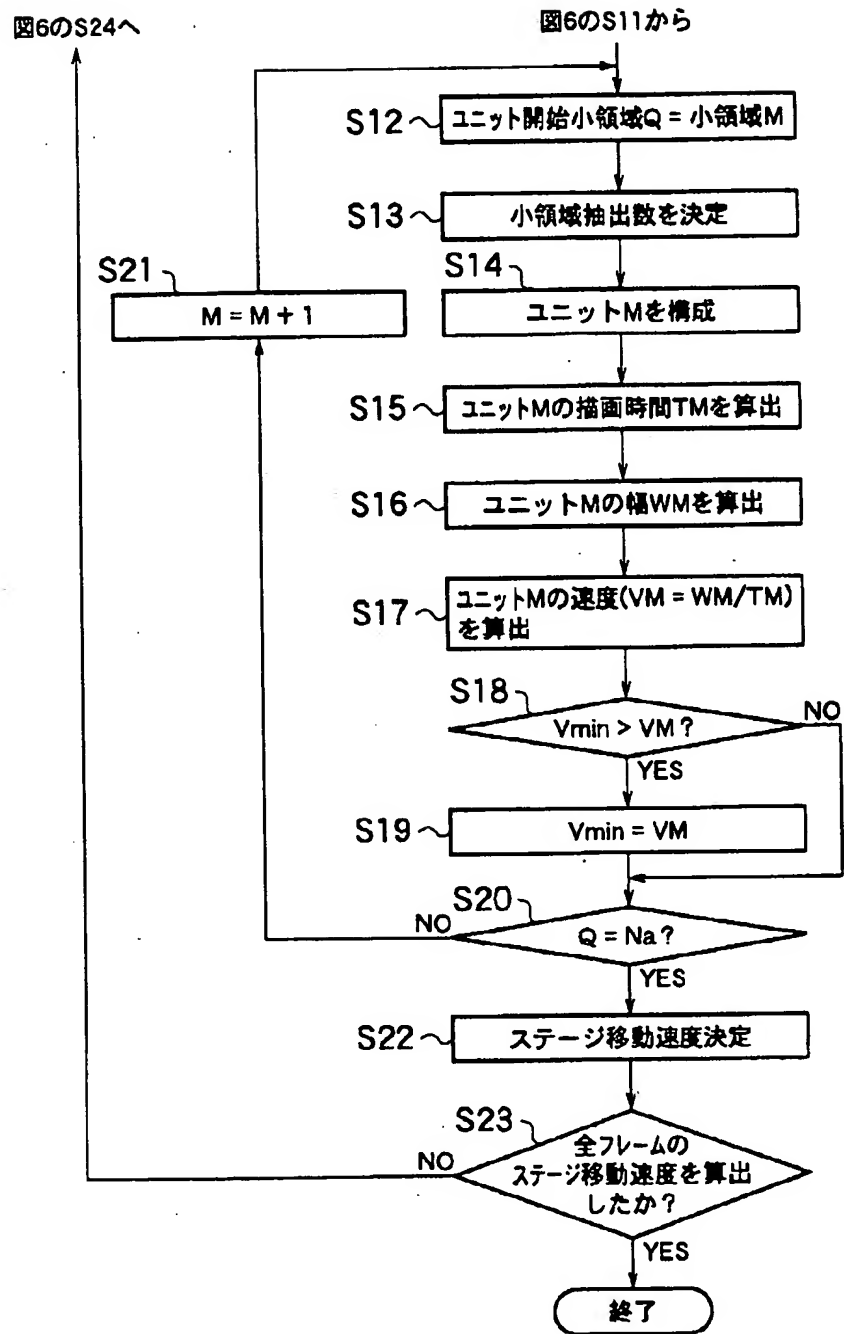 図6のS24へ
図6のS11から
S12
ユニット開始小領域Q = 小領域M
S13
小領域抽出数を決定
S21
M = M + 1
S14
ユニットMを構成
S15
ユニットMの描画時間TMを算出
S16
ユニットMの幅WMを算出
S17
ユニットMの速度(VM = WM/TM)
を算出
S18
Vmin > VM ?
NO
YES
S19
Vmin = VM
S20
NO
Q = Na ?
YES
S22
ステージ移動速度決定
S23
NO
全フレームの
ステージ移動速度を算出
したか?
YES
終了